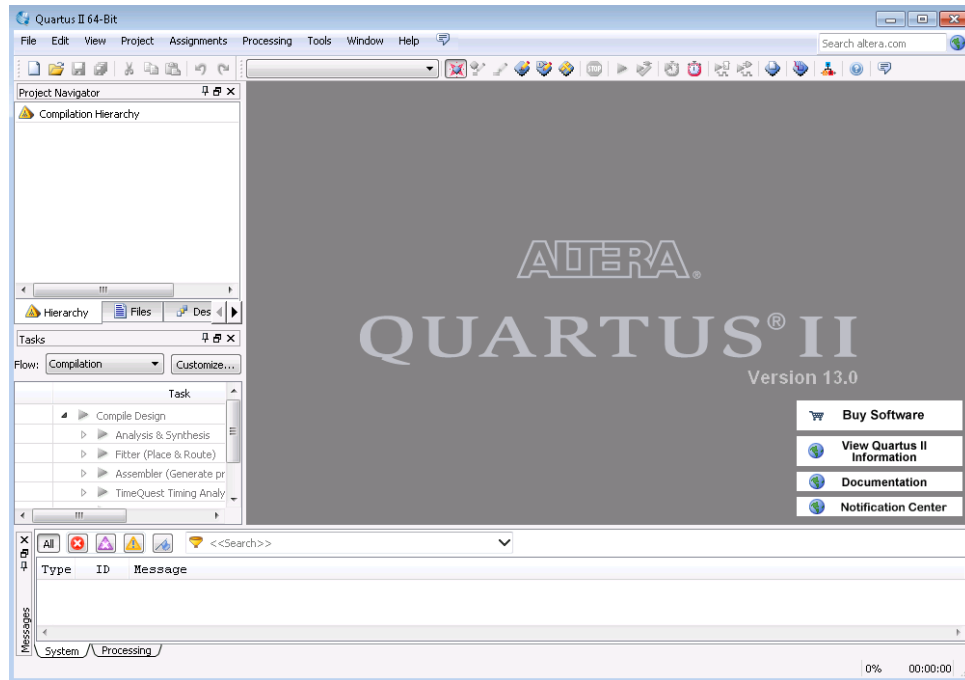 Quartus II 64-Bit
File Edit View Project Assignments Processing Tools Window Help
Search altera.com
STOP
Project Navigator
Compilation Hierarchy
Hierarchy Files Des
Tasks
Flow: Compilation Customize...
Task
Compile Design
Analysis & Synthesis
Fitter (Place & Route)
Assembler (Generate pr
TimeQuest Timing Analy
ALTERA®
QUARTUS® II
Version 13.0
Buy Software
View Quartus II
Information
Documentation
Notification Center
All <<Search>>
Type ID Message
Messages
System Processing
0% 00:00:00